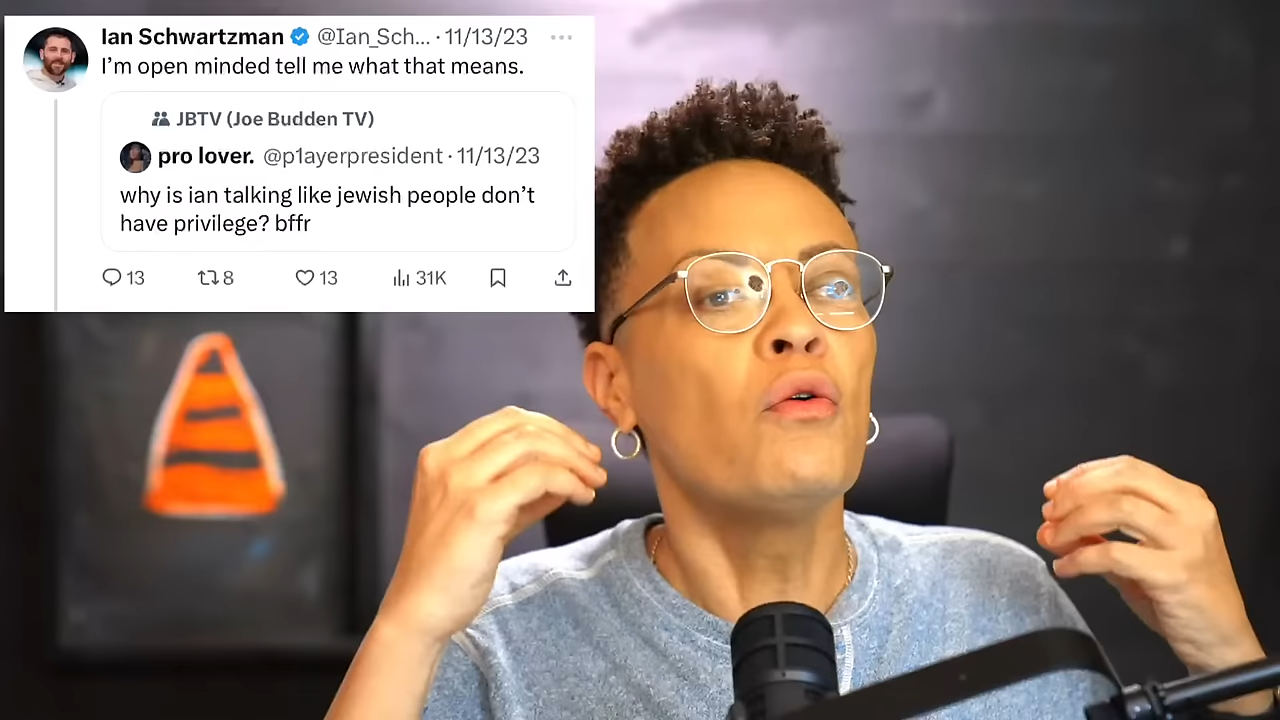 Ian Schwartzman @Ian_Sch... · 11/13/23
I'm open minded tell me what that means.
JBTV (Joe Budden TV)
pro lover. @p1ayerpresident · 11/13/23
why is ian talking like jewish people don't
have privilege? bffr
13 8 13 31K